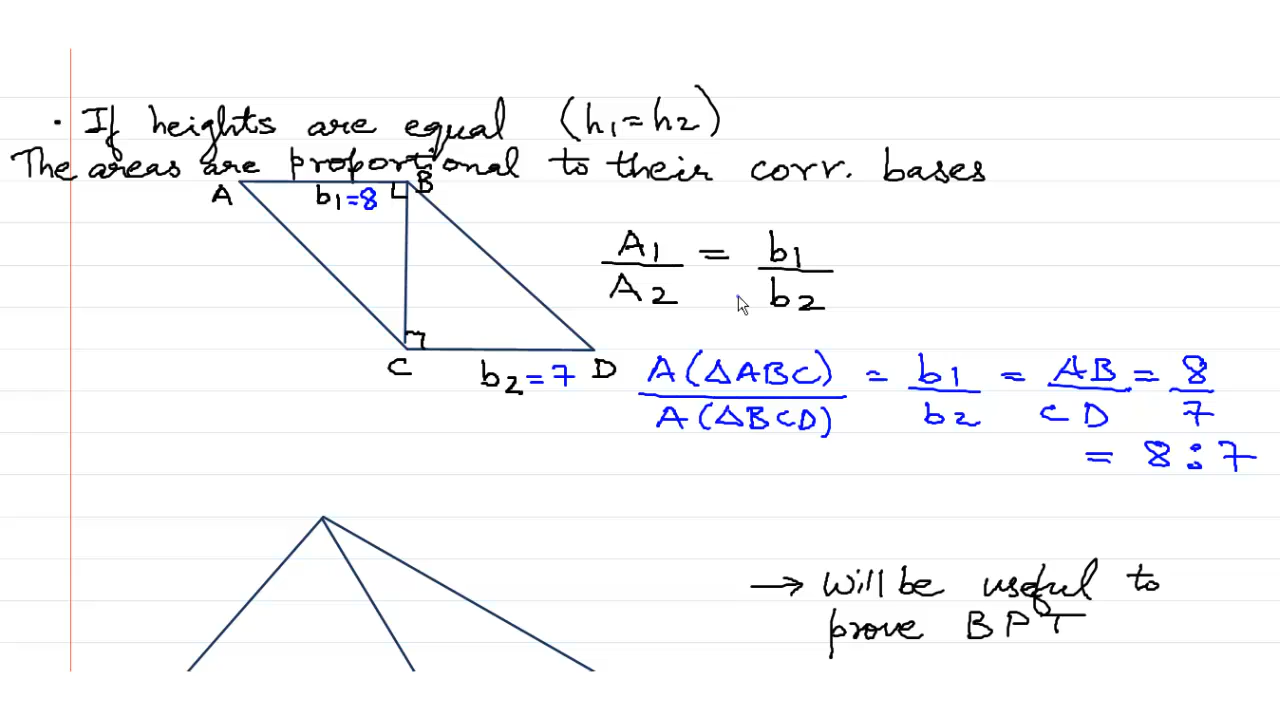 · If heights are equal (h1=h2)
The areas are proportional to their corr. bases
A b1=8 B
A1/A2 = b1/b2
C b2=7 D
A(ΔABC)/A(ΔBCD) = b1/b2 = AB/CD = 8/7
= 8:7
→ Will be useful to
prove BPT